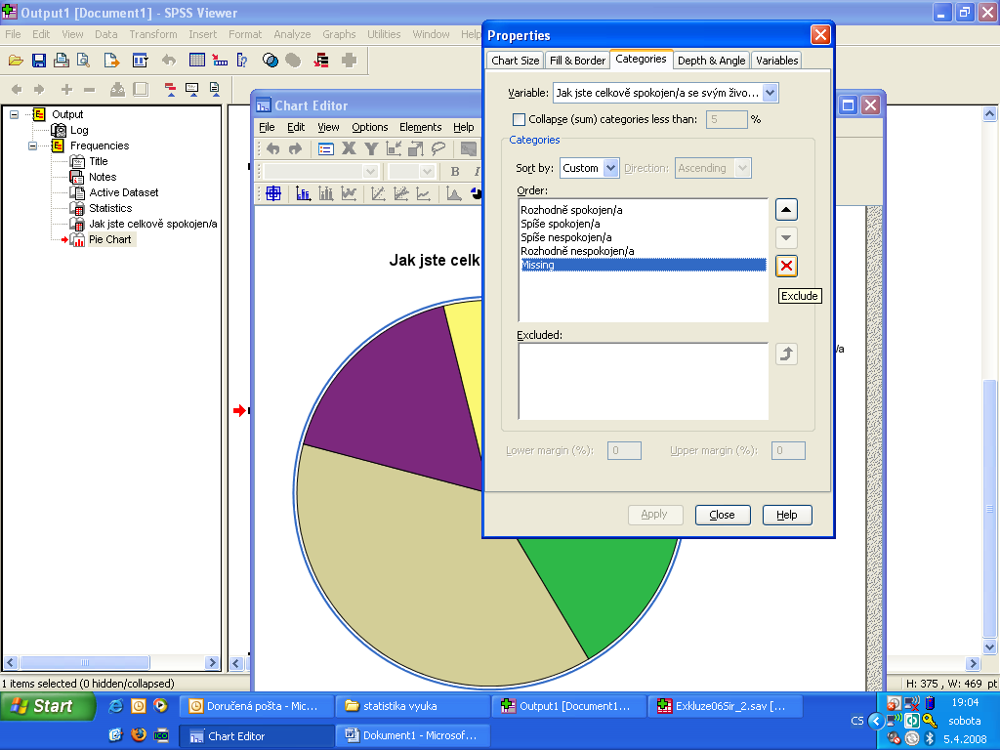 Output1 [Document1] - SPSS Viewer
File Edit View Data Transform Insert Format Analyze Graphs Utilities Window Help
Output
Log
Frequencies
Title
Notes
Active Dataset
Statistics
Jak jste celkově spokojen/a
Pie Chart
Chart Editor
File Edit View Options Elements Help
B I
Jak jste celk
/a
Properties
Chart Size Fill & Border Categories Depth & Angle Variables
Variable: Jak jste celkově spokojen/a se svým živo...
Collapse (sum) categories less than: 5 %
Categories
Sort by: Custom Direction: Ascending
Order:
Rozhodně spokojen/a
Spíše spokojen/a
Spíše nespokojen/a
Rozhodně nespokojen/a
Missing
Exclude
Excluded:
Lower margin (%): 0 Upper margin (%): 0
Apply Close Help
1 items selected (0 hidden/collapsed)
H: 375 , W: 469 pt
Start
Doručená pošta - Mic...
statistika vyuka
Output1 [Document1...
Exkluze065ir_2.sav [...
Chart Editor
Dokument1 - Microsof...
CS
19:04
sobota
5.4.2008